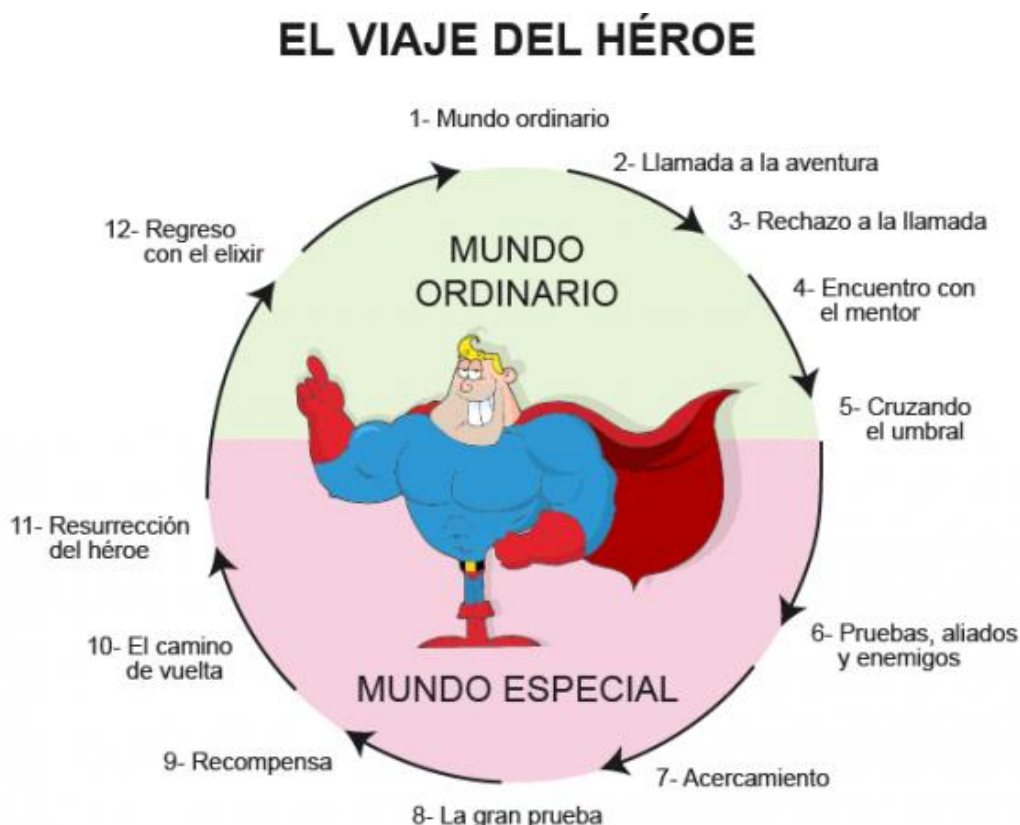 EL VIAJE DEL HÉROE
1- Mundo ordinario
2- Llamada a la aventura
3- Rechazo a la llamada
4- Encuentro con
el mentor
5- Cruzando
el umbral
6- Pruebas, aliados
y enemigos
7- Acercamiento
8- La gran prueba
9- Recompensa
10- El camino
de vuelta
11- Resurrección
del héroe
12- Regreso
con el elixir
MUNDO
ORDINARIO
MUNDO ESPECIAL